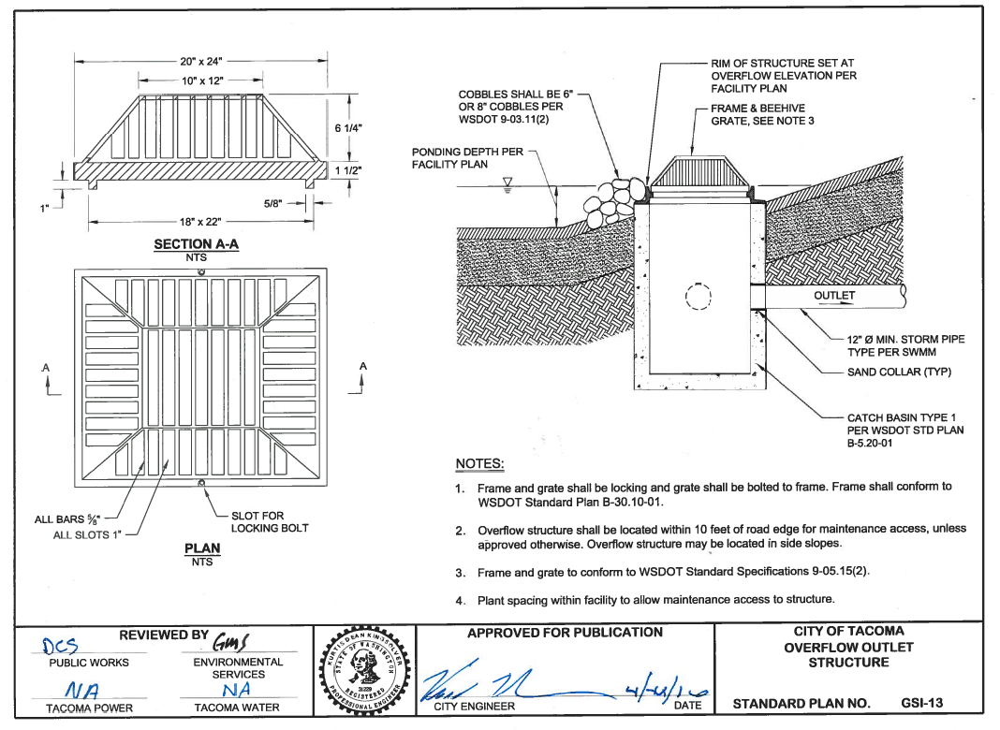 20" x 24"
10" x 12"
6 1/4"
1 1/2"
1"
5/8"
18" x 22"
SECTION A-A
NTS
A
A
ALL BARS 5/8"
ALL SLOTS 1"
SLOT FOR
LOCKING BOLT
PLAN
NTS
RIM OF STRUCTURE SET AT
OVERFLOW ELEVATION PER
FACILITY PLAN
COBBLES SHALL BE 6"
OR 8" COBBLES PER
WSDOT 9-03.11(2)
FRAME & BEEHIVE
GRATE, SEE NOTE 3
PONDING DEPTH PER
FACILITY PLAN
OUTLET
12" Ø MIN. STORM PIPE
TYPE PER SWMM
SAND COLLAR (TYP)
CATCH BASIN TYPE 1
PER WSDOT STD PLAN
B-5.20-01
NOTES:
1. Frame and grate shall be locking and grate shall be bolted to frame. Frame shall conform to
WSDOT Standard Plan B-30.10-01.
2. Overflow structure shall be located within 10 feet of road edge for maintenance access, unless
approved otherwise. Overflow structure may be located in side slopes.
3. Frame and grate to conform to WSDOT Standard Specifications 9-05.15(2).
4. Plant spacing within facility to allow maintenance access to structure.
REVIEWED BY
DCS
PUBLIC WORKS
GMS
ENVIRONMENTAL
SERVICES
NA
TACOMA POWER
NA
TACOMA WATER
KURTIS DEAN KINGSOLVER
STATE OF WASHINGTON
31229
REGISTERED
PROFESSIONAL ENGINEER
APPROVED FOR PUBLICATION
CITY ENGINEER
DATE
CITY OF TACOMA
OVERFLOW OUTLET
STRUCTURE
STANDARD PLAN NO. GSI-13